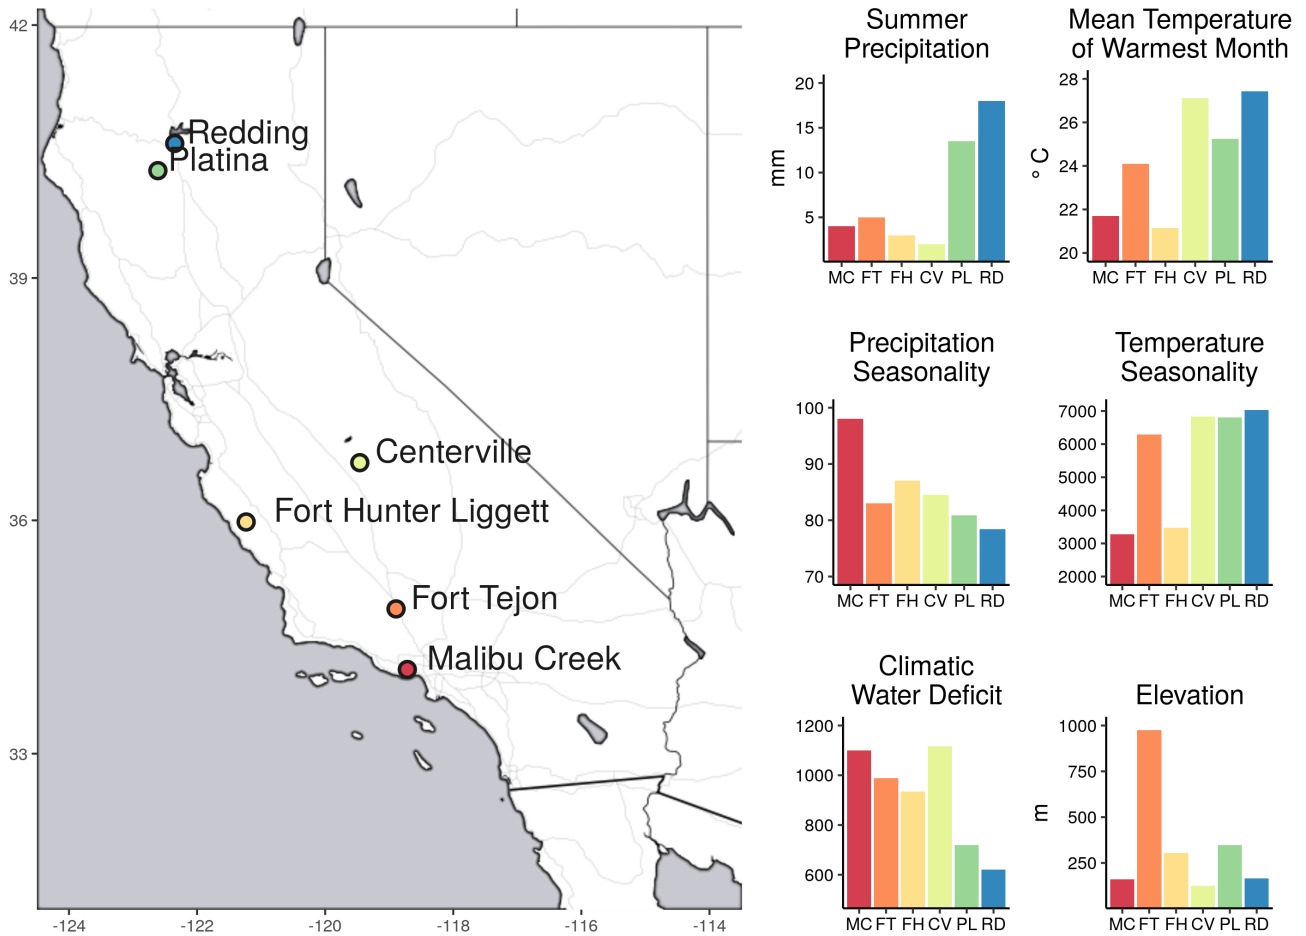 42
39
36
33
-124
-122
-120
-118
-116
-114
Redding
Platina
Centerville
Fort Hunter Liggett
Fort Tejon
Malibu Creek
Summer
Precipitation
mm
20
15
10
5
MC FT FH CV PL RD
Mean Temperature
of Warmest Month
° C
28
26
24
22
20
MC FT FH CV PL RD
Precipitation
Seasonality
100
90
80
70
MC FT FH CV PL RD
Temperature
Seasonality
7000
6000
5000
4000
3000
2000
MC FT FH CV PL RD
Climatic
Water Deficit
1200
1000
800
600
MC FT FH CV PL RD
Elevation
m
1000
750
500
250
MC FT FH CV PL RD